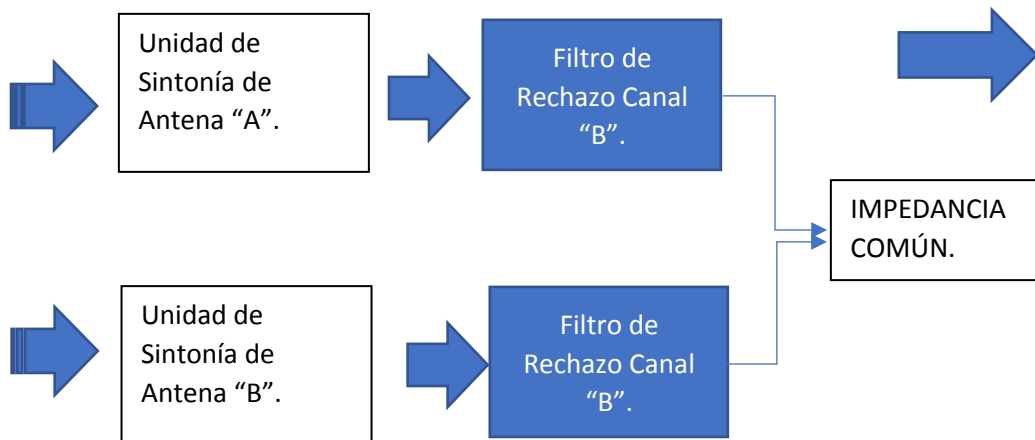 Unidad de
Sintonía de
Antena “A”.
Filtro de
Rechazo Canal
“B”.
IMPEDANCIA
COMÚN.
Unidad de
Sintonía de
Antena “B”.
Filtro de
Rechazo Canal
“B”.